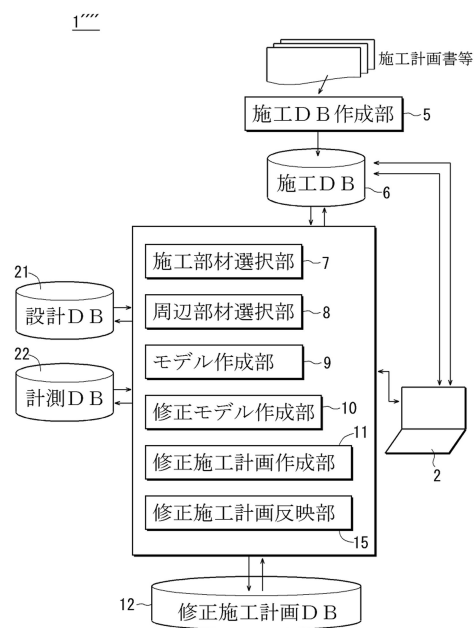 1''''
施工計画書等
施工DB作成部
5
施工DB
6
施工部材選択部
7
21
設計DB
周辺部材選択部
8
22
計測DB
モデル作成部
9
修正モデル作成部
10
11
修正施工計画作成部
2
修正施工計画反映部
15
12
修正施工計画DB